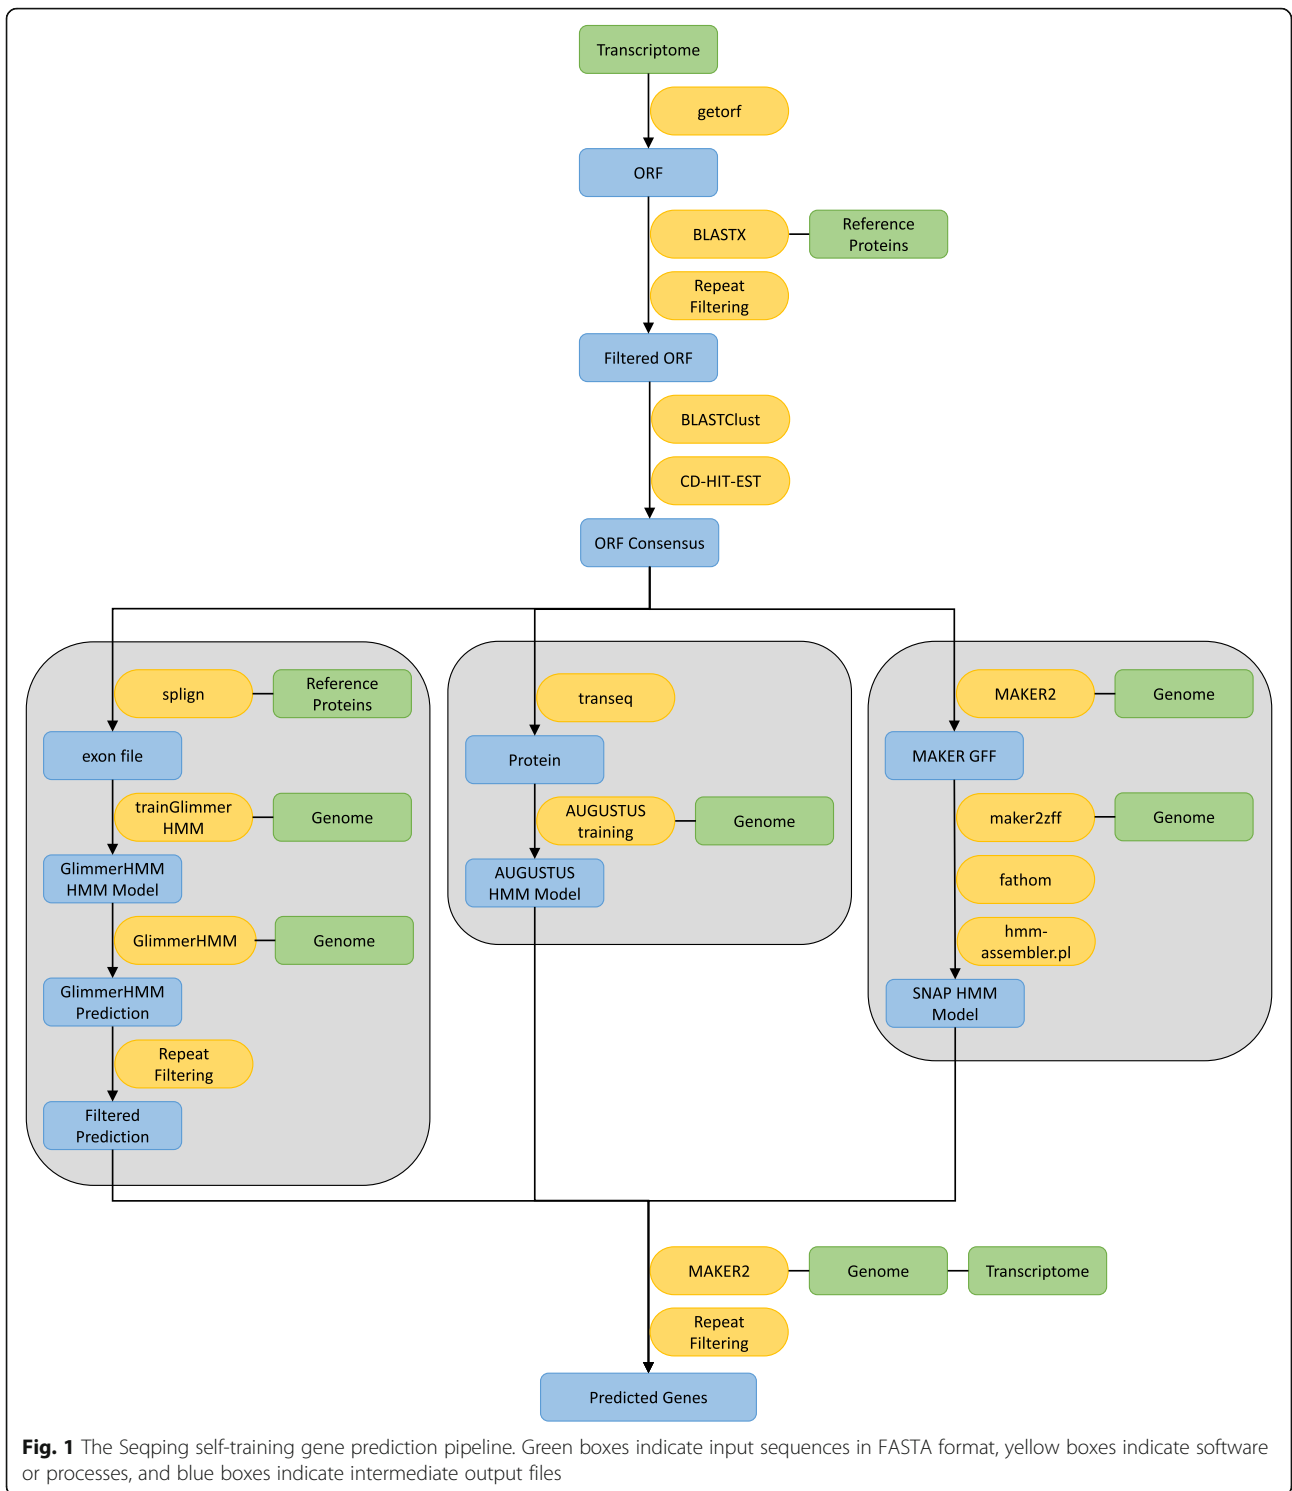 Transcriptome
getorf
ORF
BLASTX
Reference
Proteins
Repeat
Filtering
Filtered ORF
BLASTClust
CD-HIT-EST
ORF Consensus
splign
Reference
Proteins
exon file
trainGlimmer
HMM
Genome
GlimmerHMM
HMM Model
GlimmerHMM
Genome
GlimmerHMM
Prediction
Repeat
Filtering
Filtered
Prediction
transeq
Protein
AUGUSTUS
training
Genome
AUGUSTUS
HMM Model
MAKER2
Genome
MAKER GFF
maker2zff
Genome
fathom
hmm-
assembler.pl
SNAP HMM
Model
MAKER2
Genome
Transcriptome
Repeat
Filtering
Predicted Genes
Fig. 1 The Seqping self-training gene prediction pipeline. Green boxes indicate input sequences in FASTA format, yellow boxes indicate software
or processes, and blue boxes indicate intermediate output files